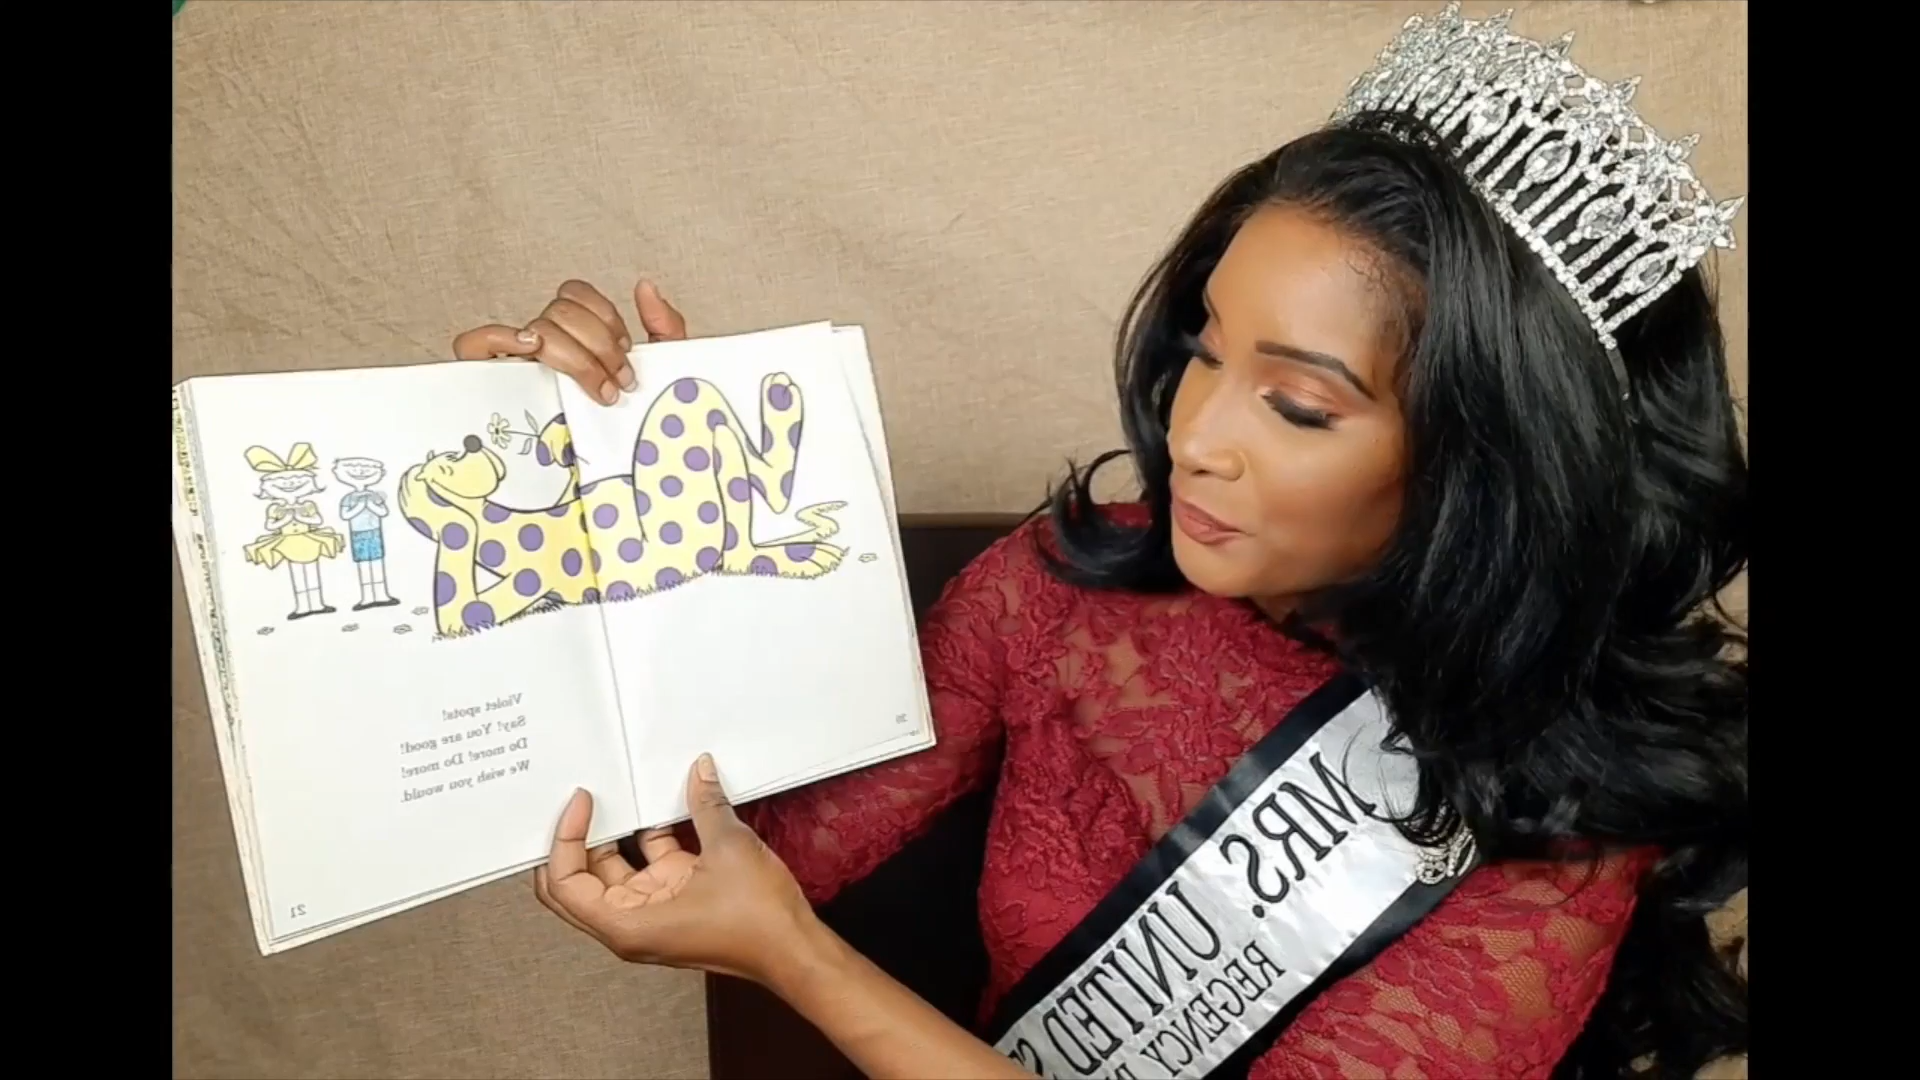 Violet spots!
Say! You are good!
Do more! Do more!
We wish you would.
21
20
MRS. UNITED
REGENCY